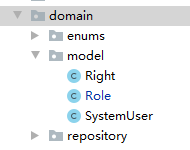 domain
enums
model
Right
Role
SystemUser
repository